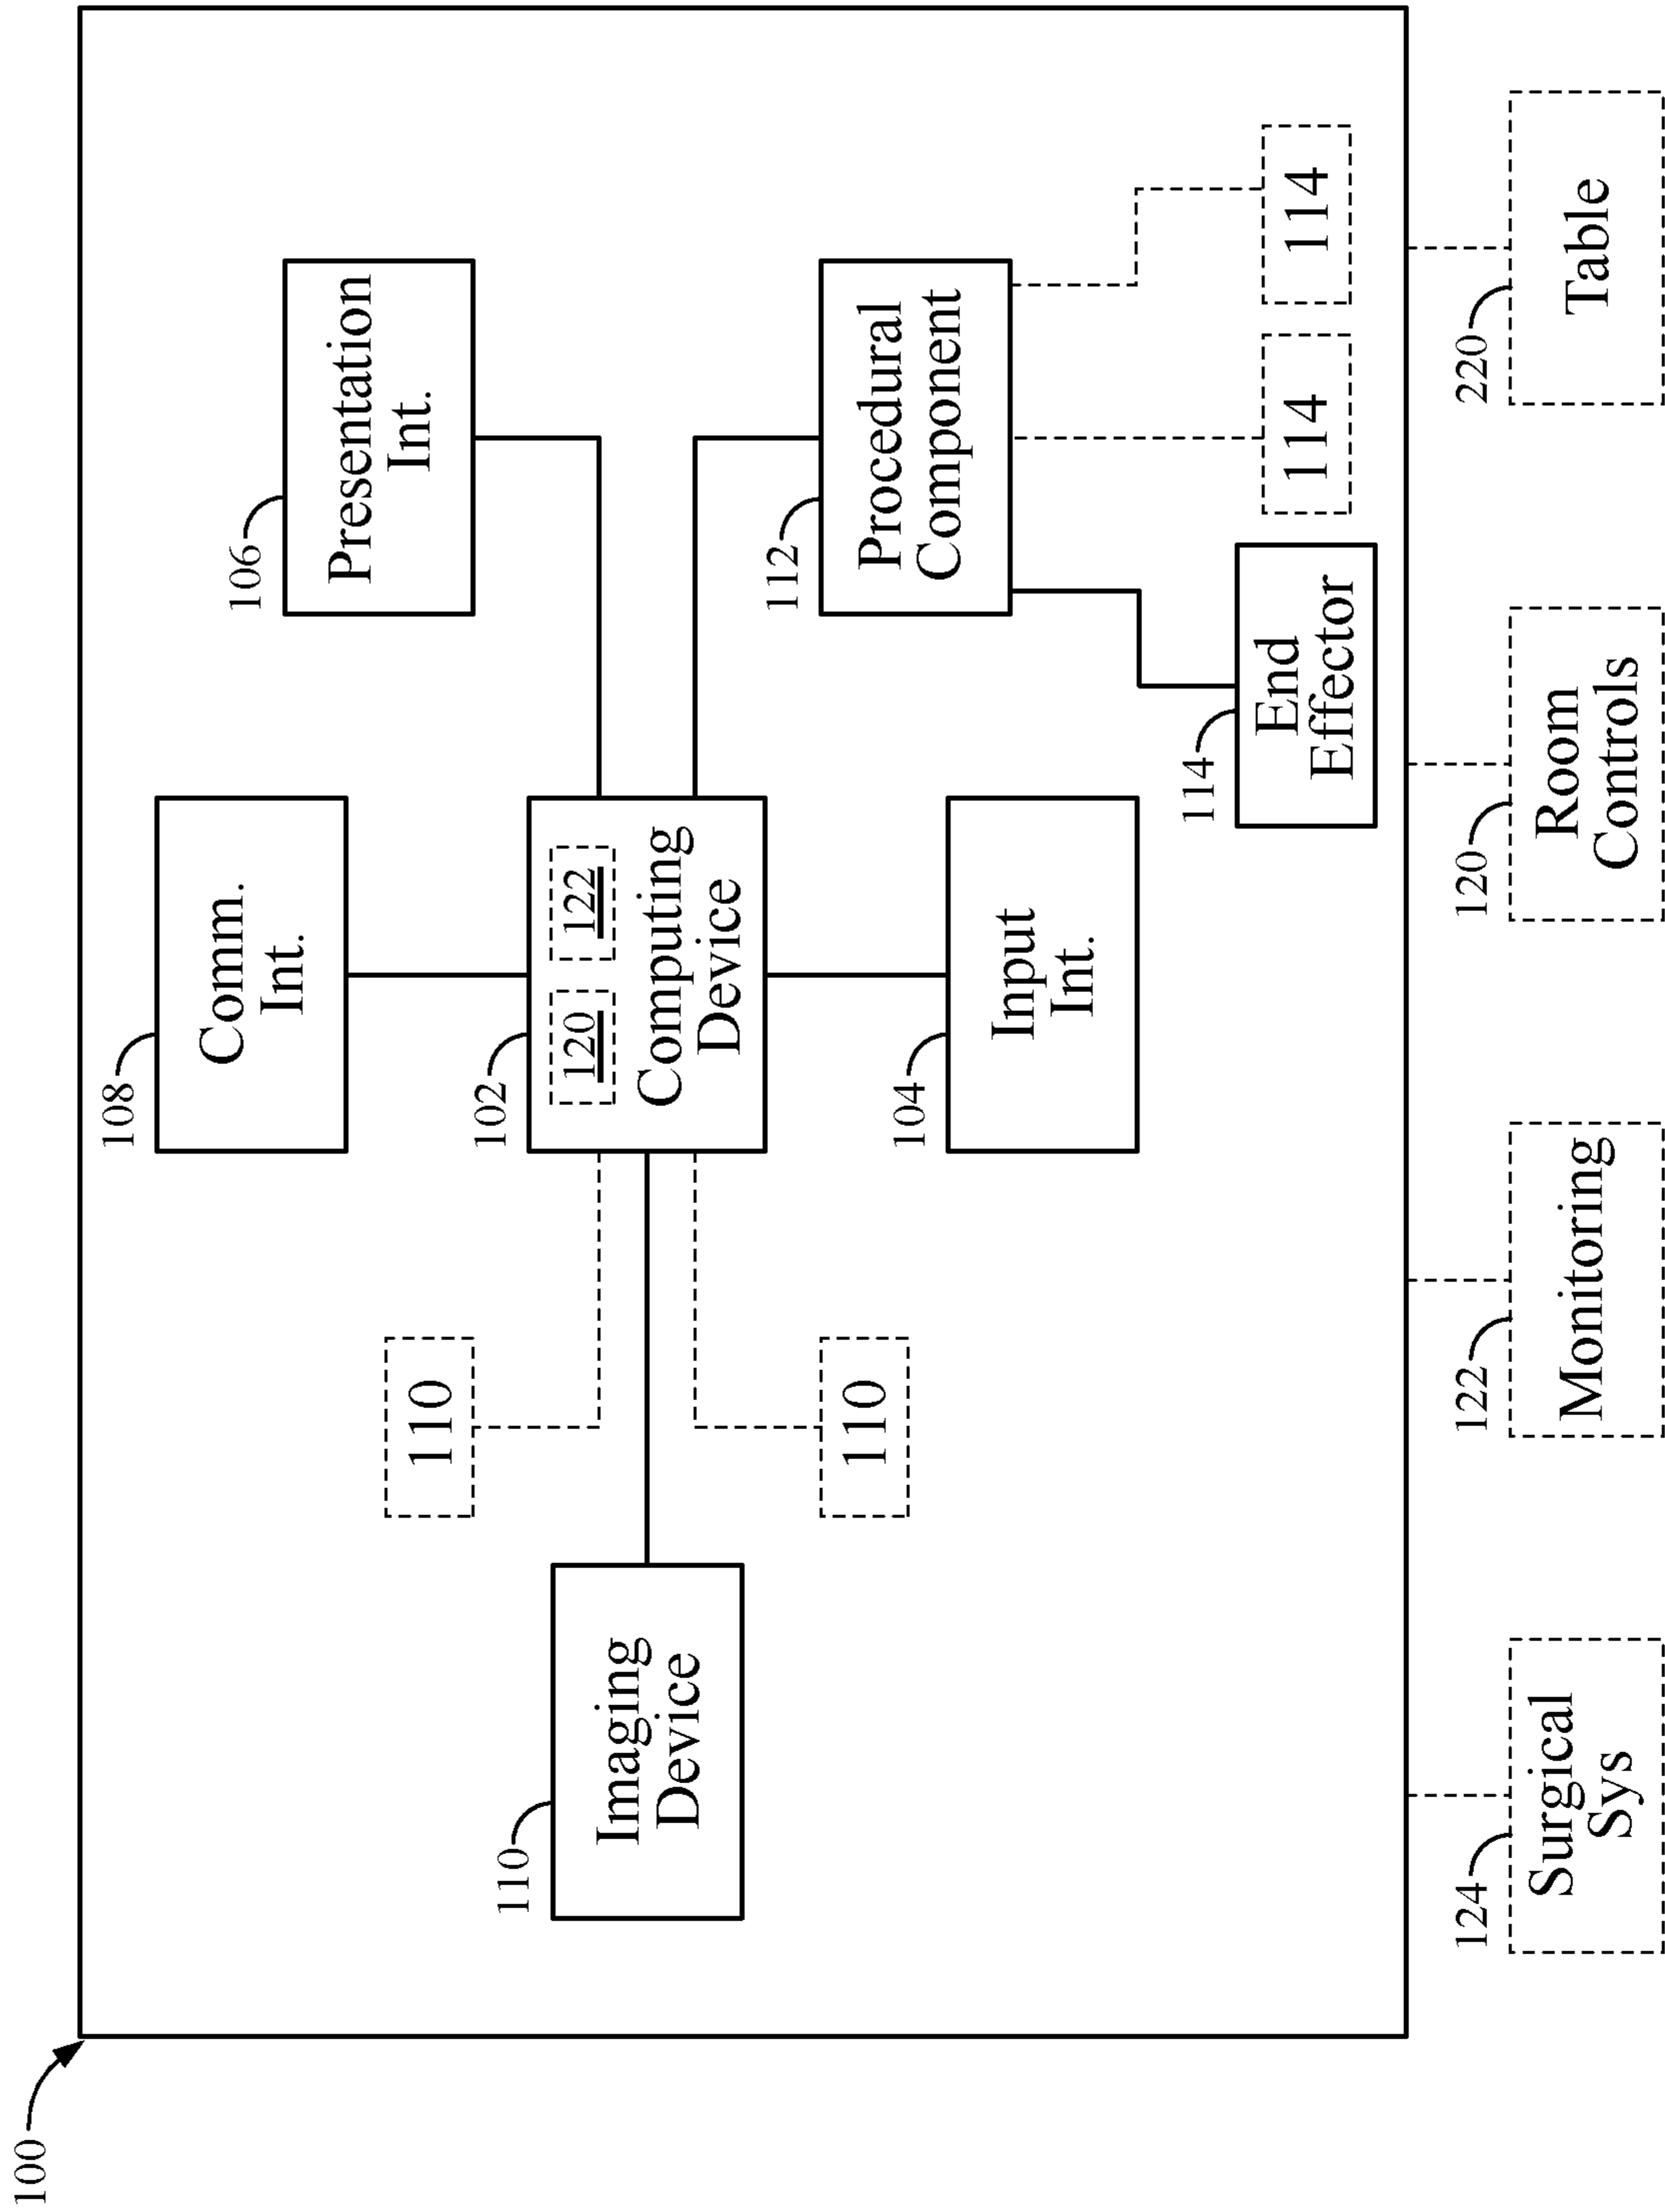 100
108
Comm.
Int.
106
Presentation
Int.
110
110
Imaging
Device
102
120 122
Computing
Device
112
Procedural
Component
110
104
Input
Int.
114
End
Effector
114
114
124
Surgical
Sys
122
Monitoring
120
Room
Controls
220
Table